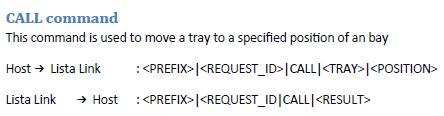 CALL command
This command is used to move a tray to a specified position of an bay
Host → Lista Link : <PREFIX>|<REQUEST_ID>|CALL|<TRAY>|<POSITION>
Lista Link → Host : <PREFIX>|<REQUEST_ID|CALL|<RESULT>